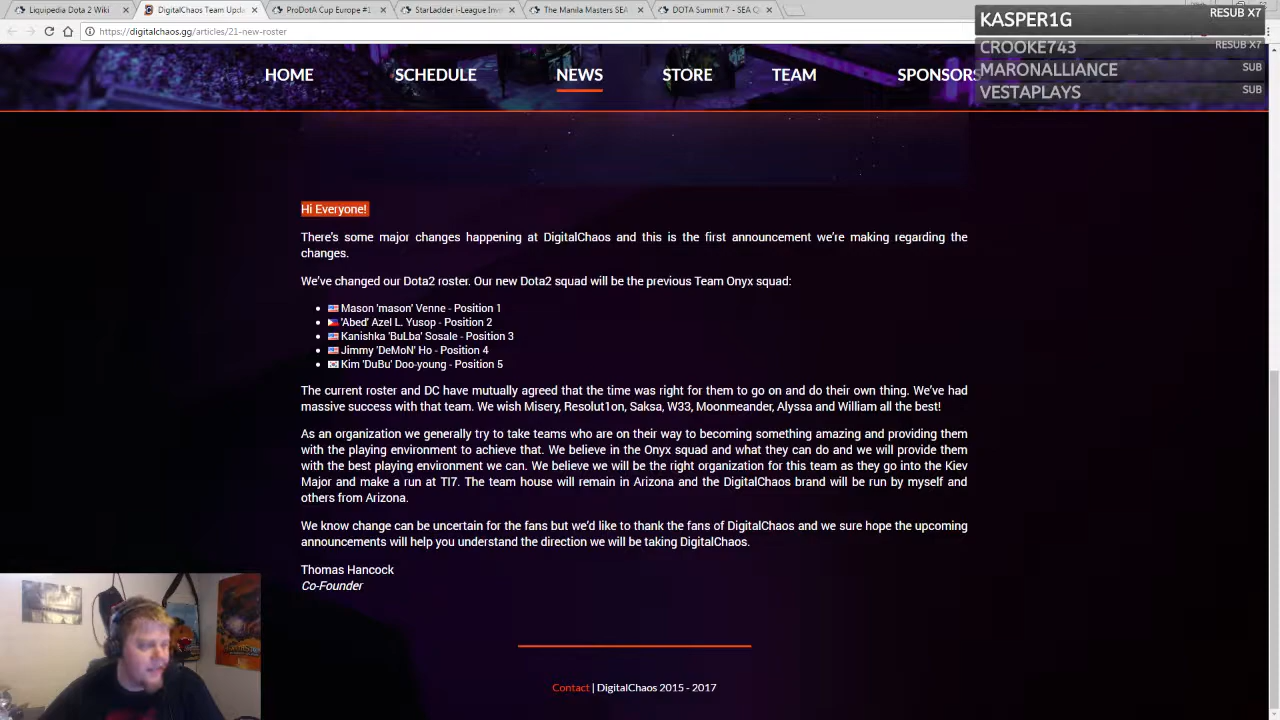 Liquipedia Dota 2 Wiki
DigitalChaos Team Upda
ProDotA Cup Europe #1
StarLadder i-League Inv
The Manila Masters SEA
DOTA Summit 7 - SEA Q
https://digitalchaos.gg/articles/21-new-roster
KASPER1G RESUB X7
CROOKE743 RESUB X7
MARONALLIANCE SUB
VESTAPLAYS SUB
HOME SCHEDULE NEWS STORE TEAM SPONSORS
Hi Everyone!
There's some major changes happening at DigitalChaos and this is the first announcement we're making regarding the
changes.
We've changed our Dota2 roster. Our new Dota2 squad will be the previous Team Onyx squad:
Mason 'mason' Venne - Position 1
'Abed' Azel L. Yusop - Position 2
Kanishka 'BuLba' Sosale - Position 3
Jimmy 'DeMoN' Ho - Position 4
Kim 'DuBu' Doo-young - Position 5
The current roster and DC have mutually agreed that the time was right for them to go on and do their own thing. We've had
massive success with that team. We wish Misery, Resolut1on, Saksa, W33, Moonmeander, Alyssa and William all the best!
As an organization we generally try to take teams who are on their way to becoming something amazing and providing them
with the playing environment to achieve that. We believe in the Onyx squad and what they can do and we will provide them
with the best playing environment we can. We believe we will be the right organization for this team as they go into the Kiev
Major and make a run at TI7. The team house will remain in Arizona and the DigitalChaos brand will be run by myself and
others from Arizona.
We know change can be uncertain for the fans but we'd like to thank the fans of DigitalChaos and we sure hope the upcoming
announcements will help you understand the direction we will be taking DigitalChaos.
Thomas Hancock
Co-Founder
Contact | DigitalChaos 2015 - 2017